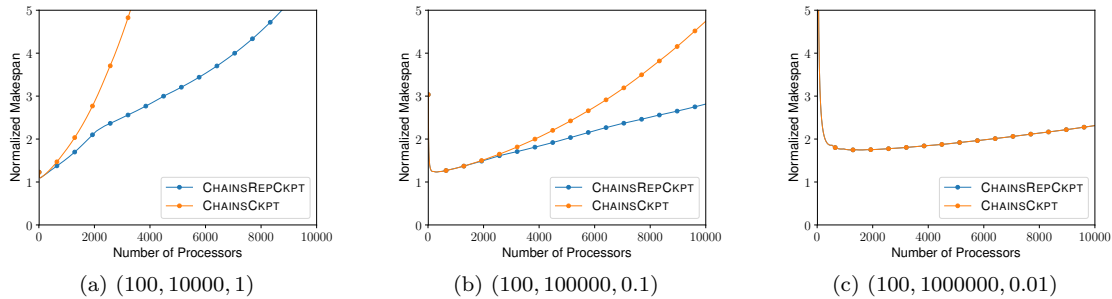 5
4
3
2
1
0
Normalized Makespan
0 2000 4000 6000 8000 10000
Number of Processors
CHAINSREPCKPT
CHAINSCKPT
(a) (100, 10000, 1)
5
4
3
2
1
0
Normalized Makespan
0 2000 4000 6000 8000 10000
Number of Processors
CHAINSREPCKPT
CHAINSCKPT
(b) (100, 100000, 0.1)
5
4
3
2
1
0
Normalized Makespan
0 2000 4000 6000 8000 10000
Number of Processors
CHAINSREPCKPT
CHAINSCKPT
(c) (100, 1000000, 0.01)